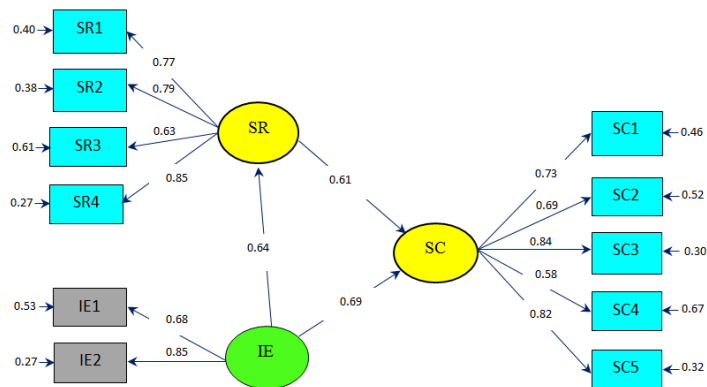 0.40 SR1
0.77
0.38 SR2
0.79
0.61 SR3
0.63
0.27 SR4
0.85
SR
0.61
0.64
SC
0.69
0.53 IE1
0.68
0.27 IE2
0.85
IE
0.73
SC1 0.46
0.69
SC2 0.52
0.84
SC3 0.30
0.58
SC4 0.67
0.82
SC5 0.32